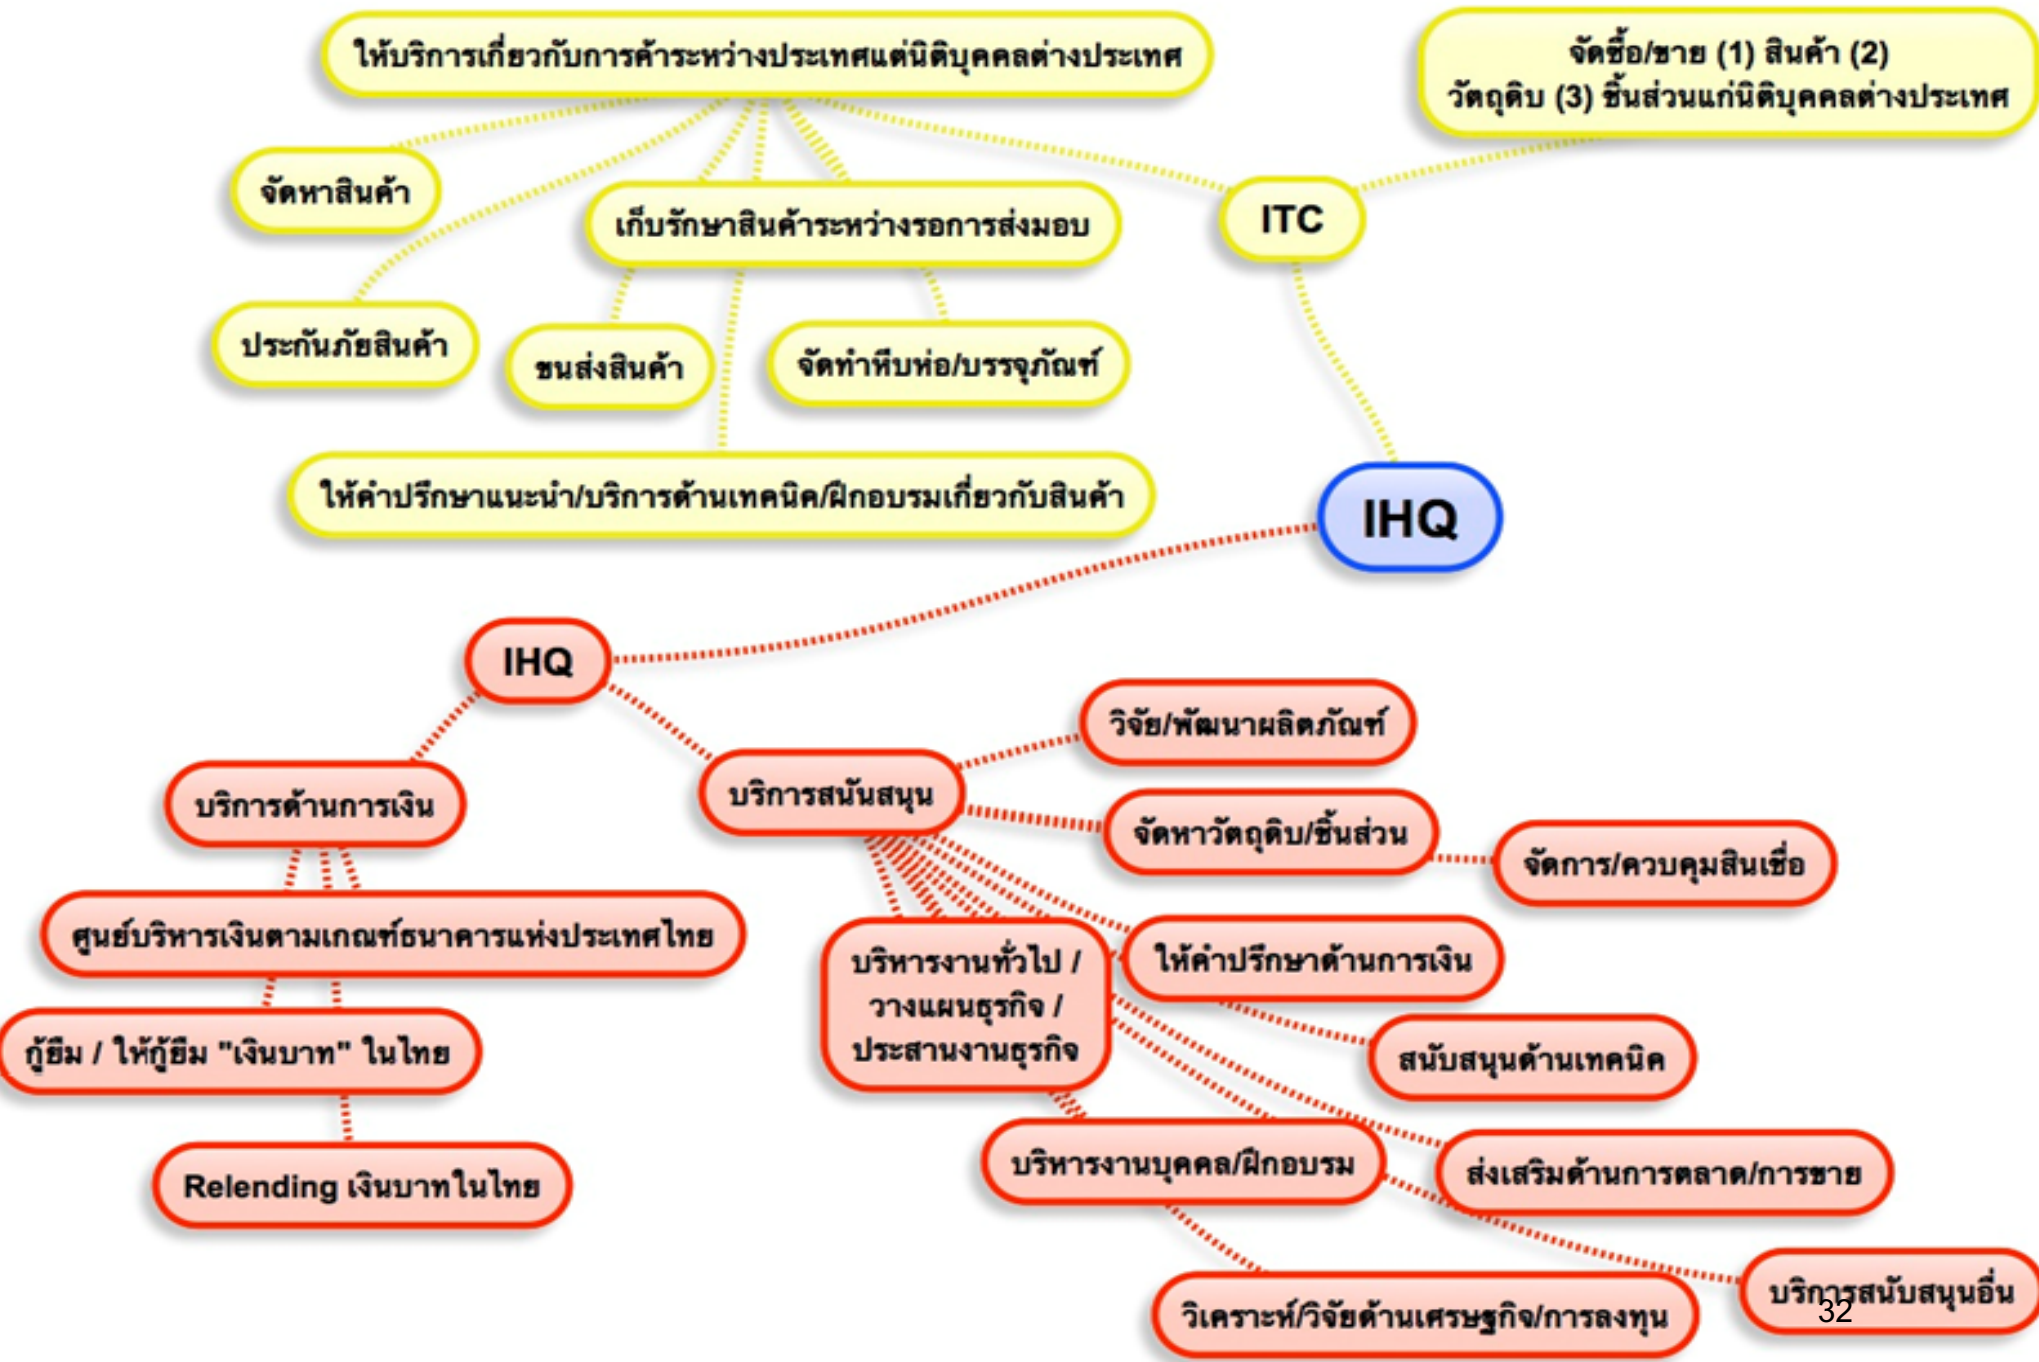 ให้บริการเกี่ยวกับการค้าระหว่างประเทศแต่นิติบุคคลต่างประเทศ
จัดซื้อ/ขาย (1) สินค้า (2)
วัตถุดิบ (3) ชิ้นส่วนแก่นิติบุคคลต่างประเทศ
จัดหาสินค้า
เก็บรักษาสินค้าระหว่างรอการส่งมอบ
ITC
ประกันภัยสินค้า
ขนส่งสินค้า
จัดทำหีบห่อ/บรรจุภัณฑ์
ให้คำปรึกษาแนะนำ/บริการด้านเทคนิค/ฝึกอบรมเกี่ยวกับสินค้า
IHQ
IHQ
วิจัย/พัฒนาผลิตภัณฑ์
บริการด้านการเงิน
บริการสนันสนุน
จัดหาวัตถุดิบ/ชิ้นส่วน
จัดการ/ควบคุมสินเชื่อ
ศูนย์บริหารเงินตามเกณฑ์ธนาคารแห่งประเทศไทย
บริหารงานทั่วไป /
วางแผนธุรกิจ /
ประสานงานธุรกิจ
ให้คำปรึกษาด้านการเงิน
กู้ยืม / ให้กู้ยืม "เงินบาท" ในไทย
สนับสนุนด้านเทคนิค
Relending เงินบาทในไทย
บริหารงานบุคคล/ฝึกอบรม
ส่งเสริมด้านการตลาด/การขาย
บริการสนับสนุนอื่น
วิเคราะห์/วิจัยด้านเศรษฐกิจ/การลงทุน
32